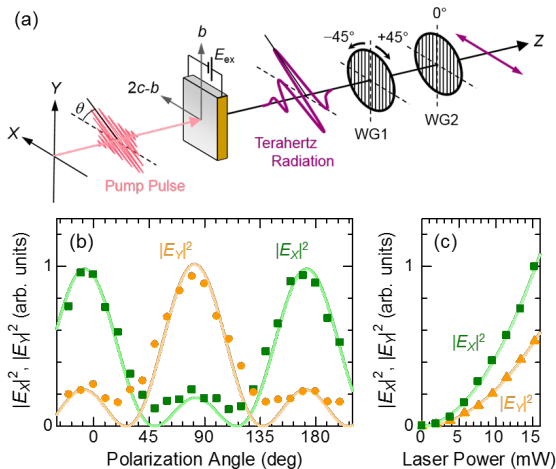 (a)
Y
X
θ
Pump Pulse
b
2c-b
E_ex
Terahertz
Radiation
−45° +45°
WG1
0°
WG2
Z
(b)
|E_Y|² |E_X|²
|E_X|², |E_Y|² (arb. units)
1
0
0 45 90 135 180
Polarization Angle (deg)
(c)
|E_X|²
|E_Y|²
|E_X|², |E_Y|² (arb. units)
1
0
0 5 10 15
Laser Power (mW)